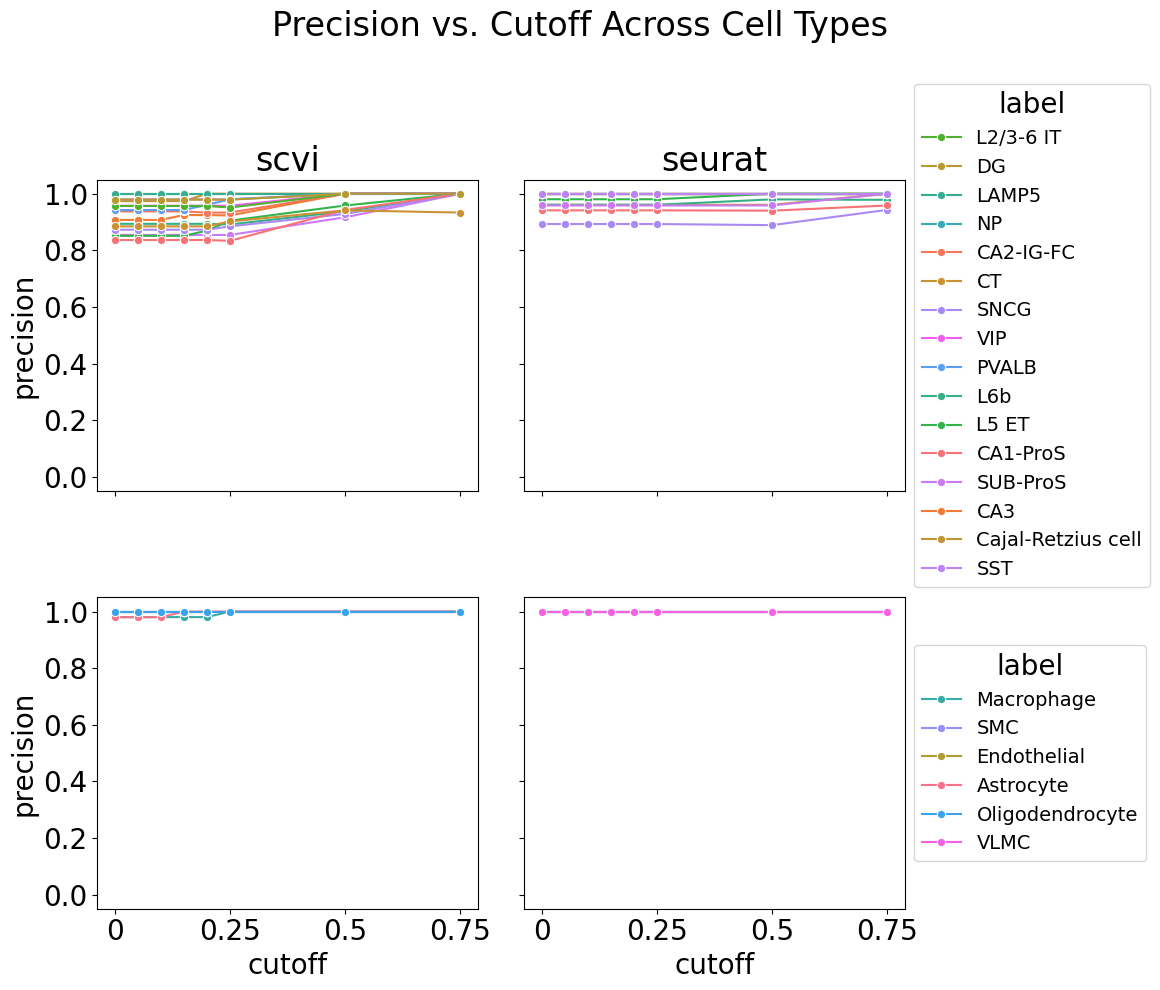 Precision vs. Cutoff Across Cell Types
scvi
seurat
precision
1.0
0.8
0.6
0.4
0.2
0.0
label
L2/3-6 IT
DG
LAMP5
NP
CA2-IG-FC
CT
SNCG
VIP
PVALB
L6b
L5 ET
CA1-ProS
SUB-ProS
CA3
Cajal-Retzius cell
SST
precision
1.0
0.8
0.6
0.4
0.2
0.0
0 0.25 0.5 0.75
cutoff
0 0.25 0.5 0.75
cutoff
label
Macrophage
SMC
Endothelial
Astrocyte
Oligodendrocyte
VLMC